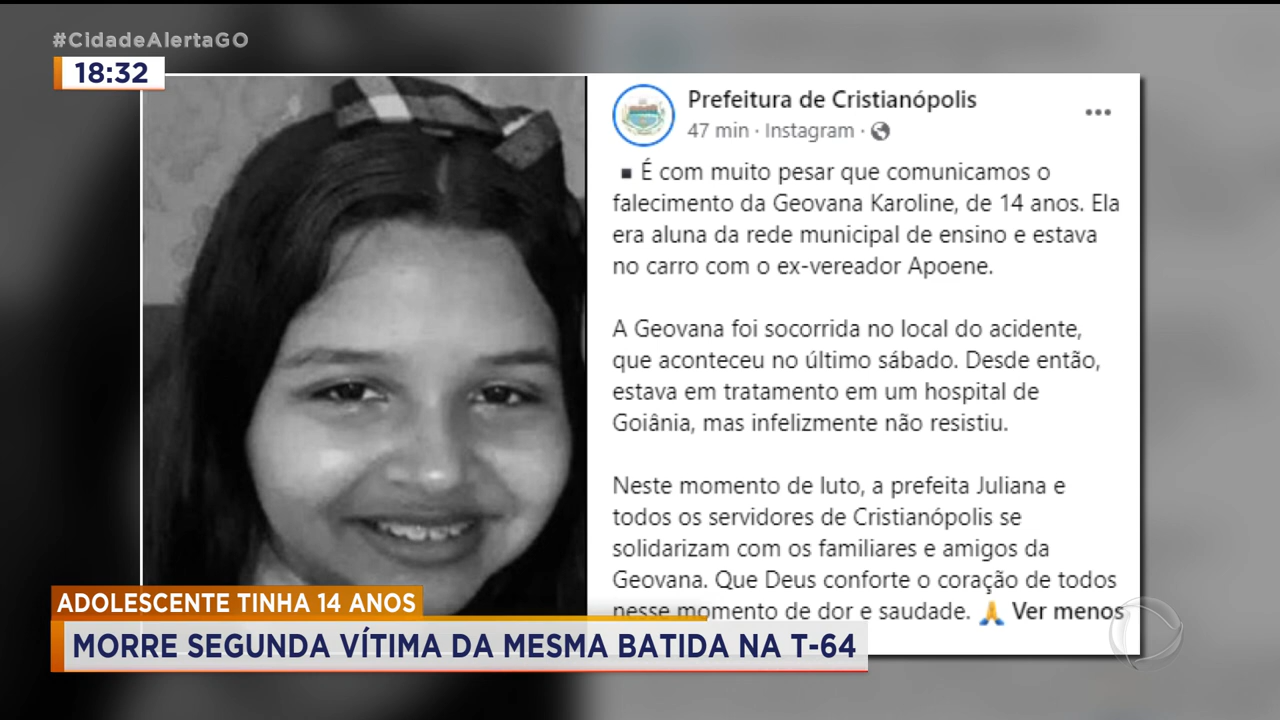 #CidadeAlertaGO
18:32
Prefeitura de Cristianópolis
47 min · Instagram ·
▪ É com muito pesar que comunicamos o
falecimento da Geovana Karoline, de 14 anos. Ela
era aluna da rede municipal de ensino e estava
no carro com o ex-vereador Apoene.
A Geovana foi socorrida no local do acidente,
que aconteceu no último sábado. Desde então,
estava em tratamento em um hospital de
Goiânia, mas infelizmente não resistiu.
Neste momento de luto, a prefeita Juliana e
todos os servidores de Cristianópolis se
solidarizam com os familiares e amigos da
Geovana. Que Deus conforte o coração de todos
nesse momento de dor e saudade. 🙏 Ver menos
ADOLESCENTE TINHA 14 ANOS
MORRE SEGUNDA VÍTIMA DA MESMA BATIDA NA T-64